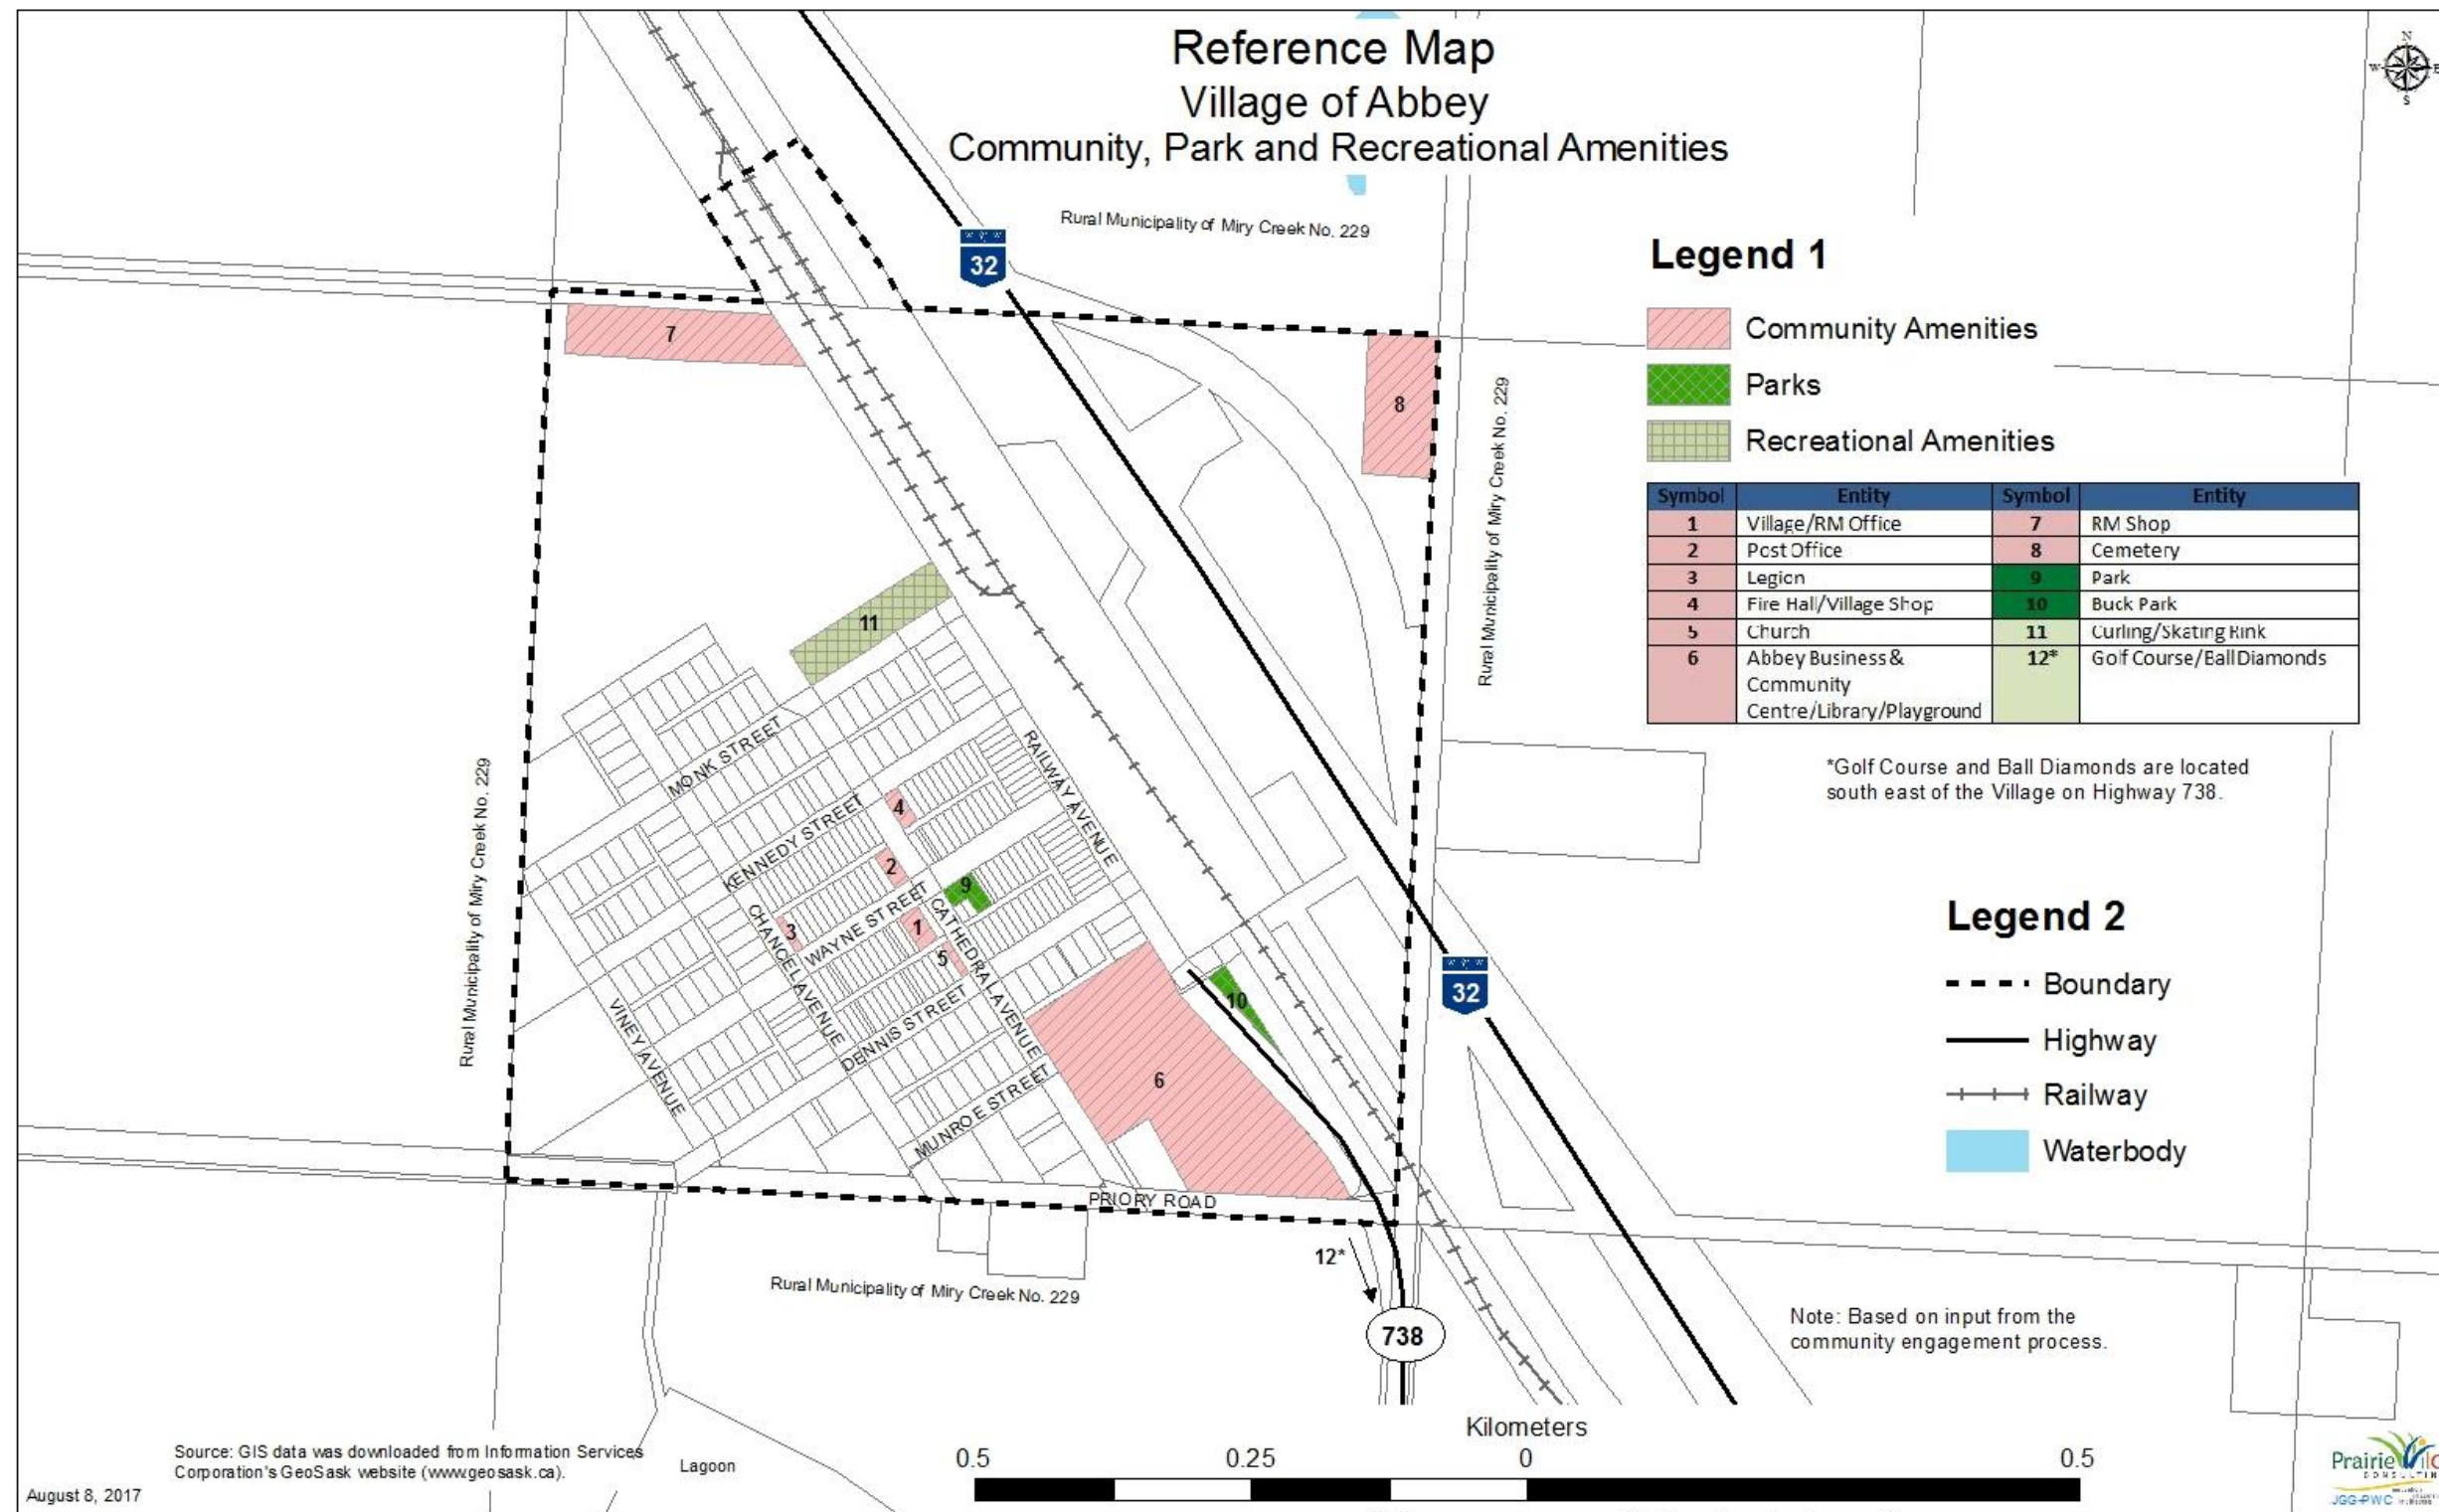 Reference Map
Village of Abbey
Community, Park and Recreational Amenities
N
W
E
S
Rural Municipality of Miry Creek No. 229
32
Legend 1
Community Amenities
Parks
Recreational Amenities
Symbol Entity Symbol Entity
1 Village/RM Office 7 RM Shop
2 Post Office 8 Cemetery
3 Legion 9 Park
4 Fire Hall/Village Shop 10 Buck Park
5 Church 11 Curling/Skating Rink
6 Abbey Business & 12* Golf Course/Ball Diamonds
Community
Centre/Library/Playground
*Golf Course and Ball Diamonds are located
south east of the Village on Highway 738.
7
8
Rural Municipality of Miry Creek No. 229
11
MONK STREET
RAILWAY AVENUE
Rural Municipality of Miry Creek No. 229
KENNEDY STREET
4
2
9
WAYNE STREET
CATHEDRAL AVENUE
CHANCEL AVENUE
3
1
5
VINEY AVENUE
DENNIS STREET
MUNROE STREET
6
10
32
PRIORY ROAD
12*
738
Rural Municipality of Miry Creek No. 229
Legend 2
Boundary
Highway
Railway
Waterbody
Note: Based on input from the
community engagement process.
Kilometers
0.5 0.25 0 0.5
Lagoon
Source: GIS data was downloaded from Information Services
Corporation's GeoSask website (www.geosask.ca).
August 8, 2017
Prairie
JGG-PWC